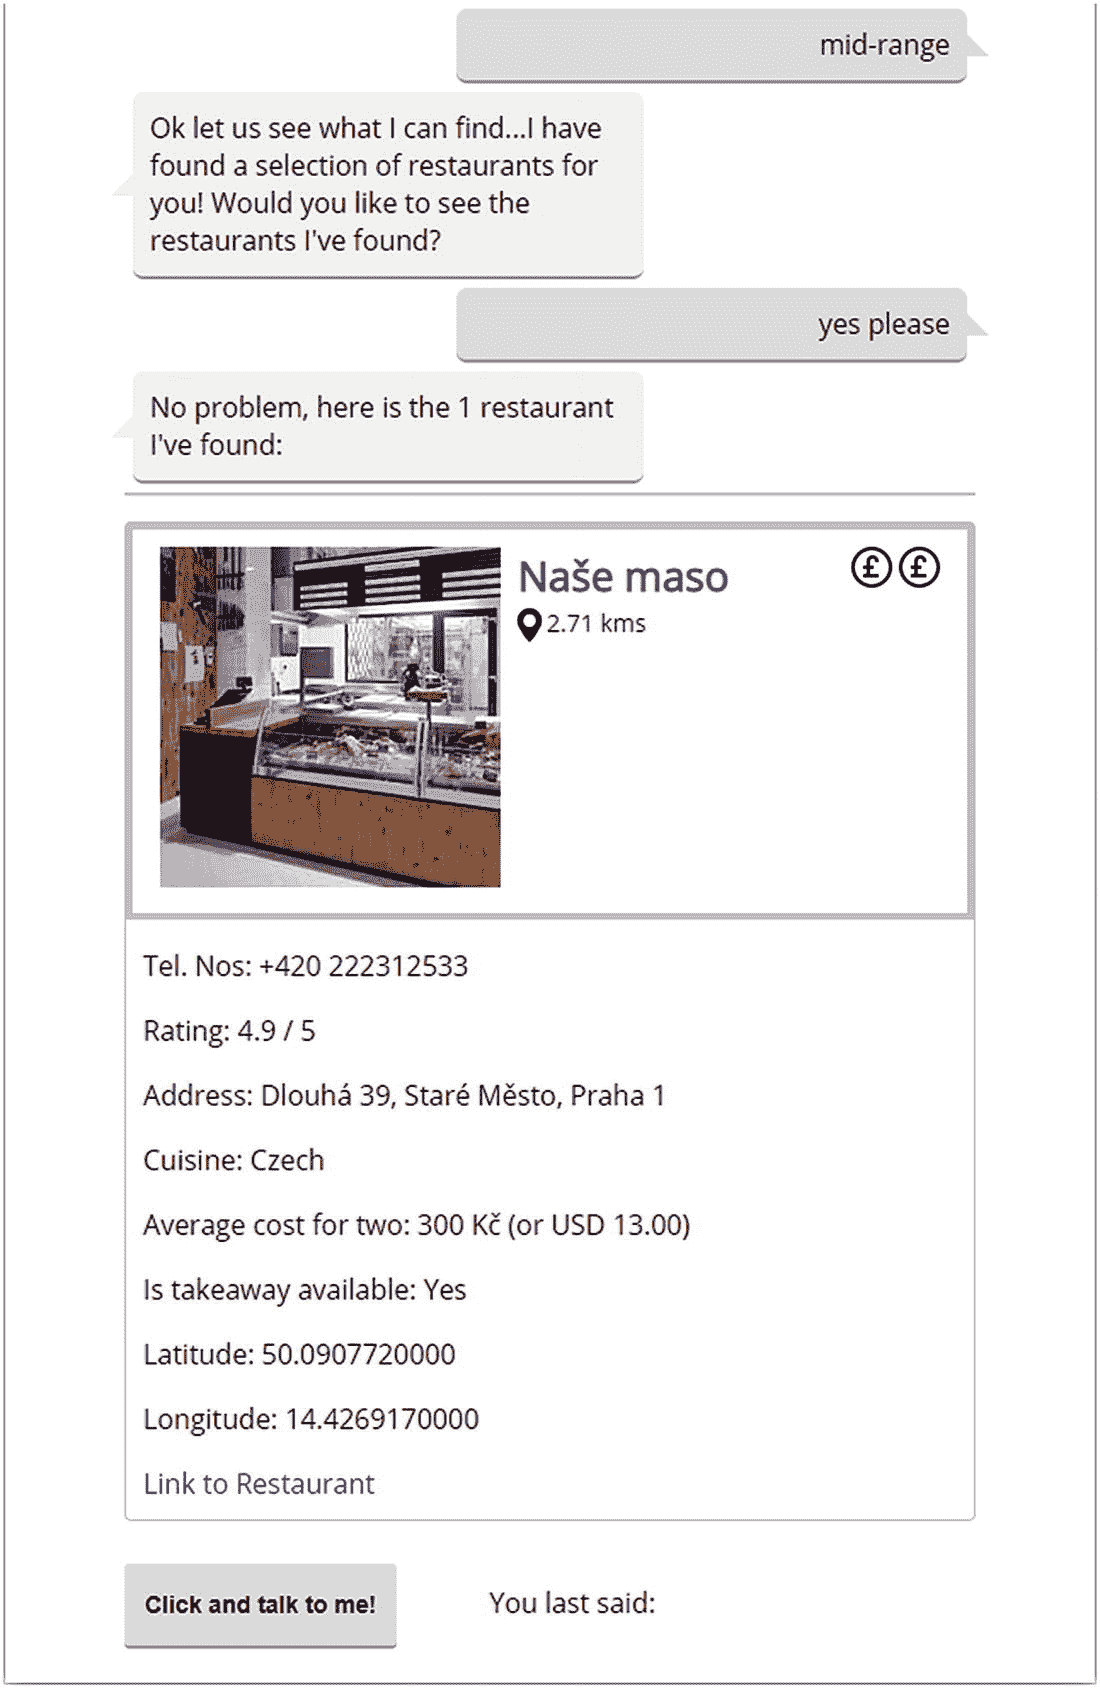 mid-range
Ok let us see what I can find...I have
found a selection of restaurants for
you! Would you like to see the
restaurants I've found?
yes please
No problem, here is the 1 restaurant
I've found:
Naše maso
££
2.71 kms
Tel. Nos: +420 222312533
Rating: 4.9 / 5
Address: Dlouhá 39, Staré Město, Praha 1
Cuisine: Czech
Average cost for two: 300 Kč (or USD 13.00)
Is takeaway available: Yes
Latitude: 50.0907720000
Longitude: 14.4269170000
Link to Restaurant
Click and talk to me!
You last said: